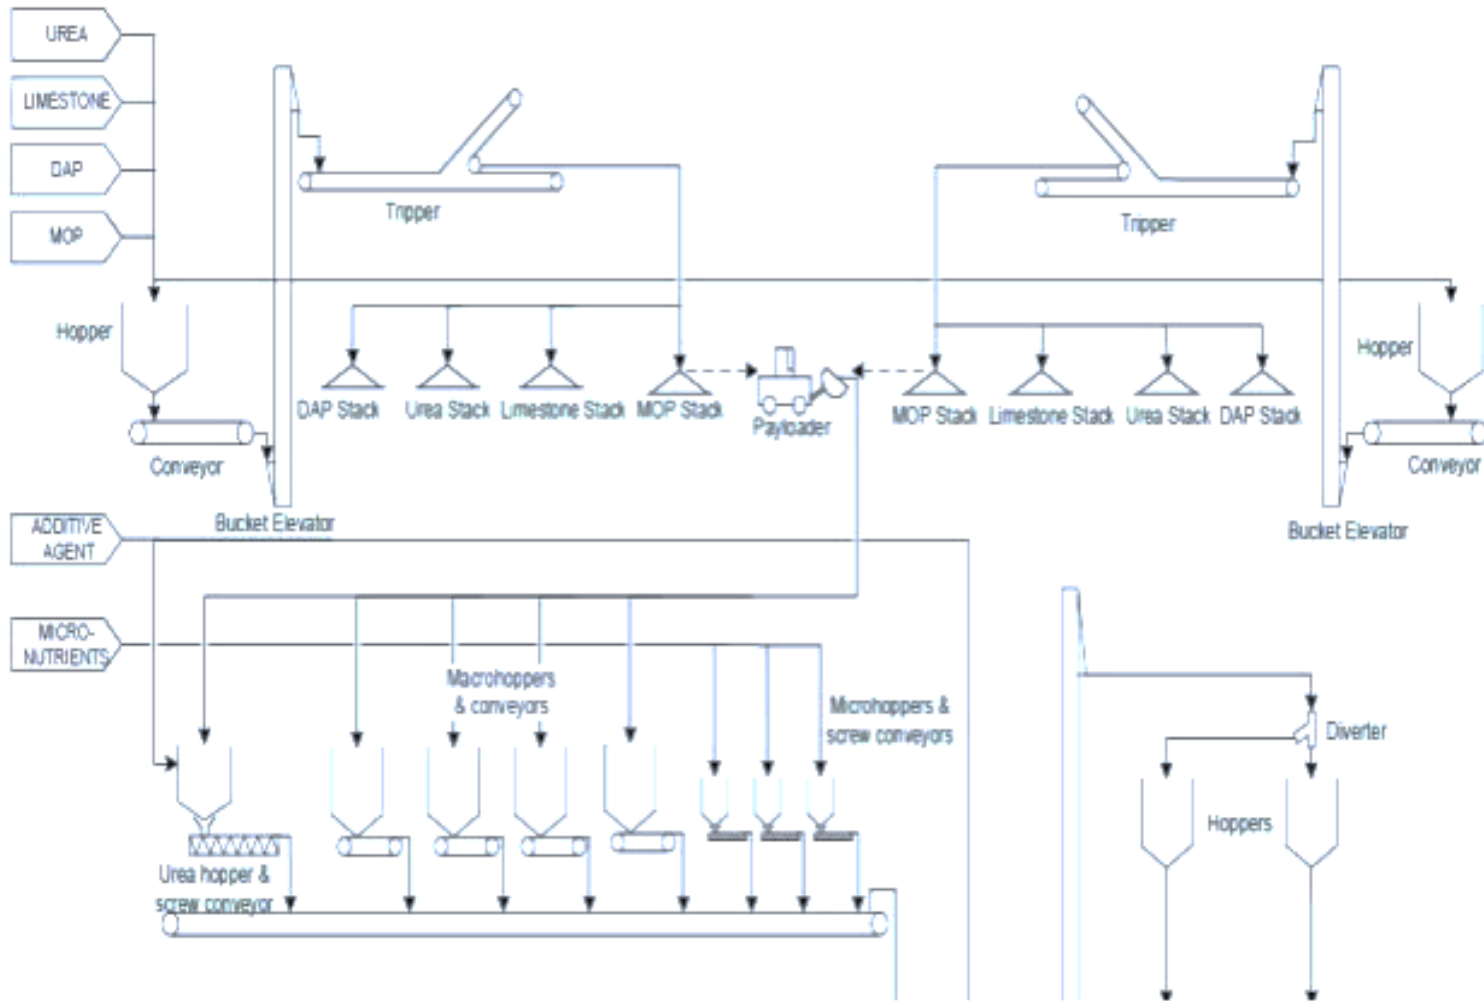 UREA
LIMESTONE
DAP
MOP
Tripper
Tripper
Hopper
Hopper
DAP Stack
Urea Stack
Limestone Stack
MOP Stack
Payloader
MOP Stack
Limestone Stack
Urea Stack
DAP Stack
Conveyor
Conveyor
Bucket Elevator
Bucket Elevator
ADDITIVE
AGENT
MICRO-
NUTRIENTS
Macrohoppers
& conveyors
Microhoppers &
screw conveyors
Diverter
Hoppers
Urea hopper &
screw conveyor